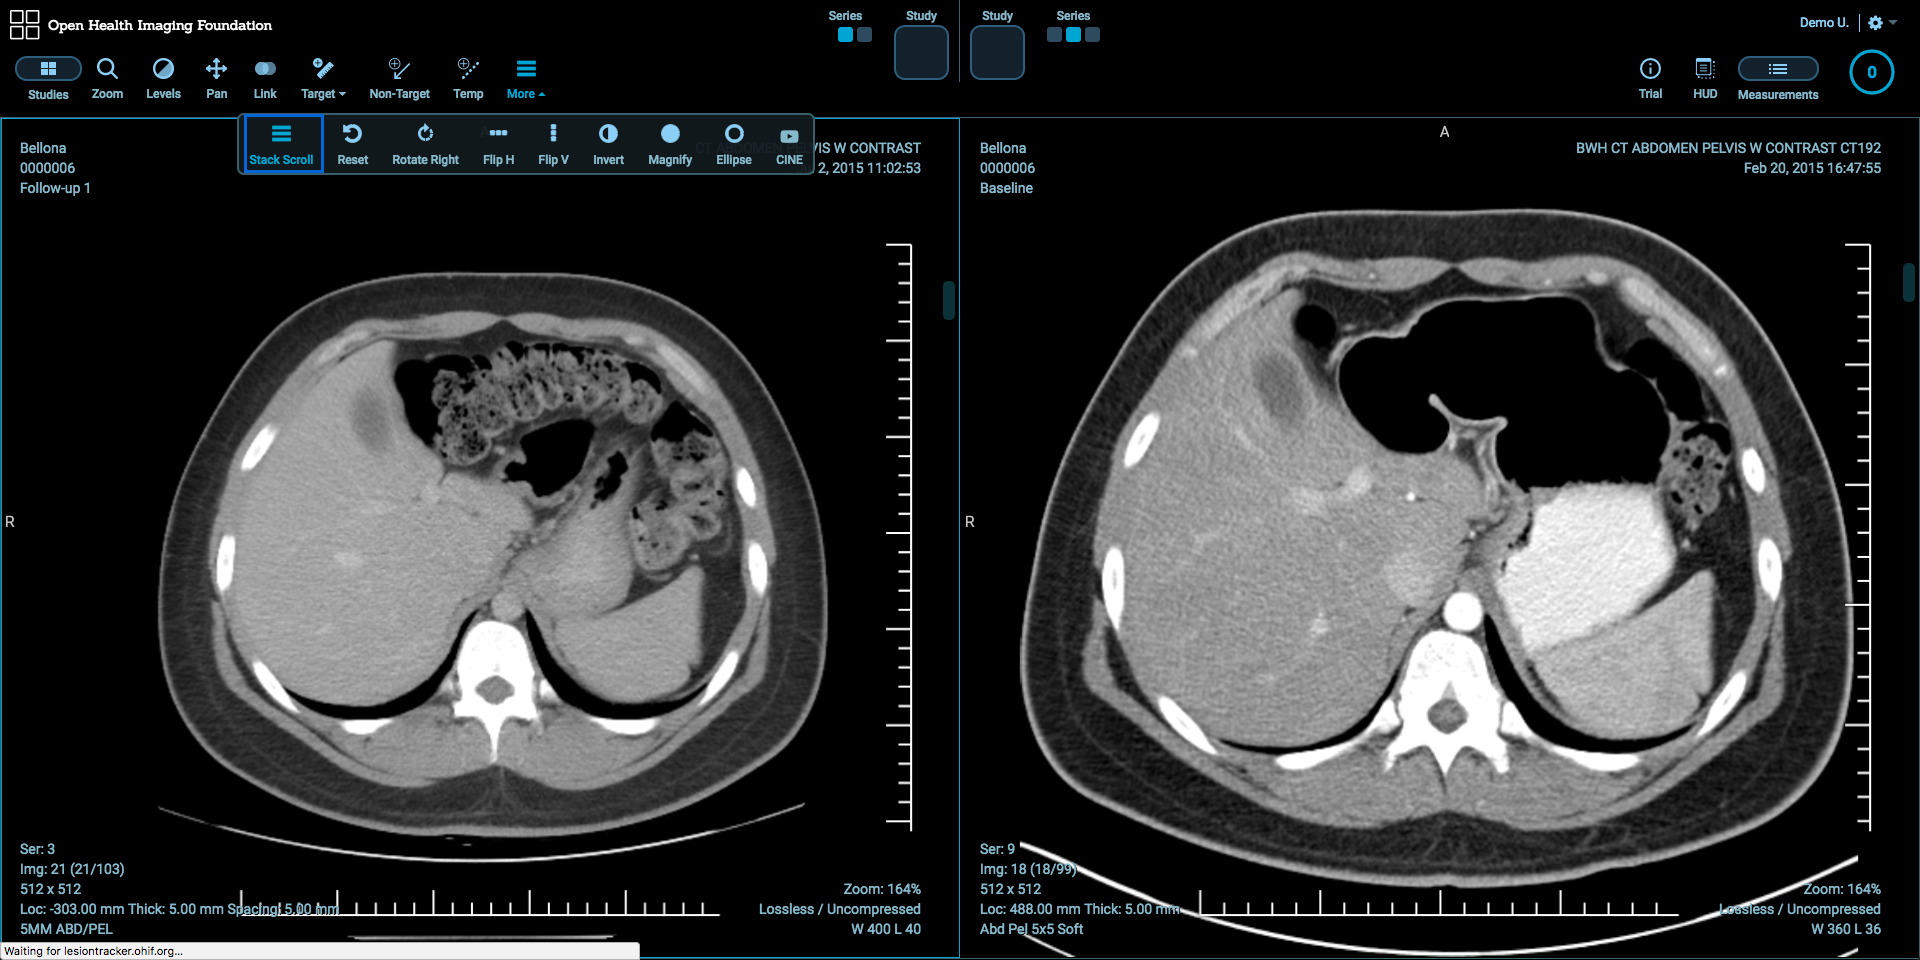 Open Health Imaging Foundation
Series
Study
Study
Series
Demo U.
Studies
Zoom
Levels
Pan
Link
Target
Non-Target
Temp
More
Trial
HUD
Measurements
0
Stack Scroll
Reset
Rotate Right
Flip H
Flip V
Invert
Magnify
Ellipse
CINE
Bellona
0000006
Follow-up 1
CT ABDOMEN PELVIS W CONTRAST
2, 2015 11:02:53
R
Ser: 3
Img: 21 (21/103)
512 x 512
Loc: -303.00 mm Thick: 5.00 mm Spacing: 5.00 mm
5MM ABD/PEL
Zoom: 164%
Lossless / Uncompressed
W 400 L 40
A
Bellona
0000006
Baseline
BWH CT ABDOMEN PELVIS W CONTRAST CT192
Feb 20, 2015 16:47:55
R
Ser: 9
Img: 18 (18/99)
512 x 512
Loc: 488.00 mm Thick: 5.00 mm
Abd Pel 5x5 Soft
Zoom: 164%
Lossless / Uncompressed
W 360 L 36
Waiting for lesiontracker.ohif.org...